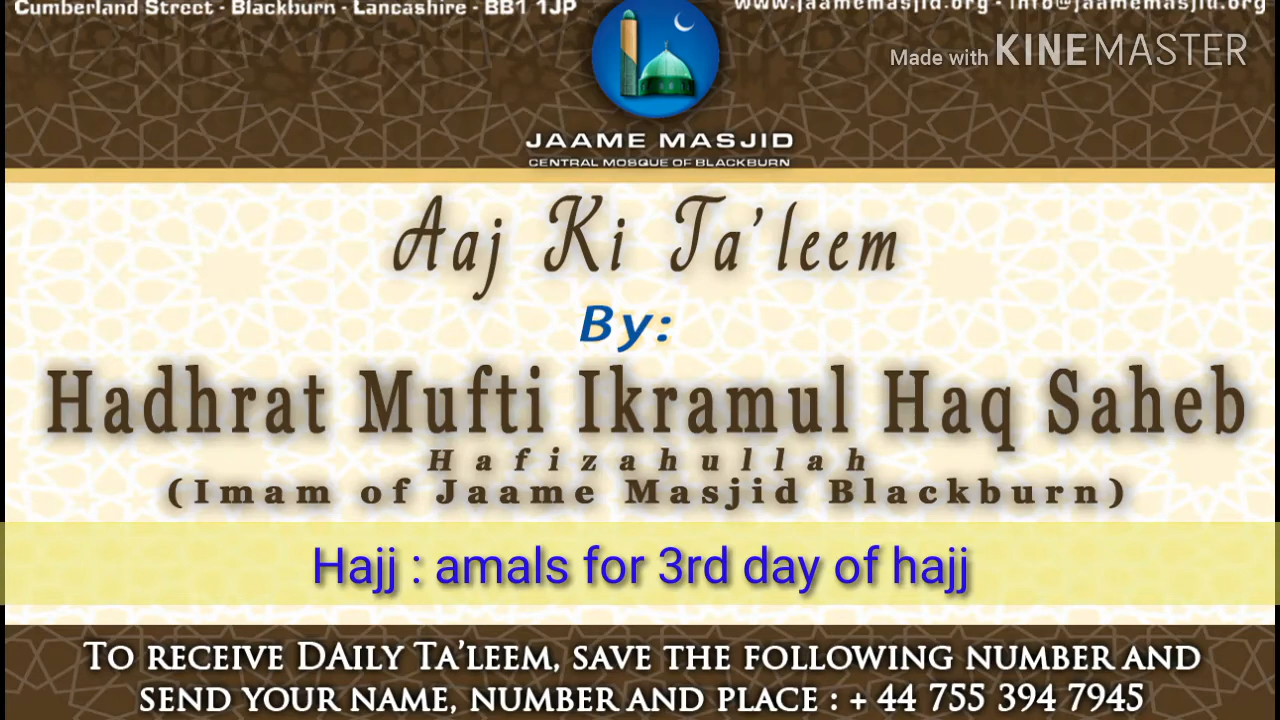 Cumberland Street - Blackburn - Lancashire - BB1 1JP
www.jaamemasjid.org - info@jaamemasjid.org
Made with KINEMASTER
JAAME MASJID
CENTRAL MOSQUE OF BLACKBURN
Aaj Ki Ta'leem
By:
Hadhrat Mufti Ikramul Haq Saheb
Hafizahullah
(Imam of Jaame Masjid Blackburn)
Hajj : amals for 3rd day of hajj
TO RECEIVE DAILY TA'LEEM, SAVE THE FOLLOWING NUMBER AND
SEND YOUR NAME, NUMBER AND PLACE : + 44 755 394 7945